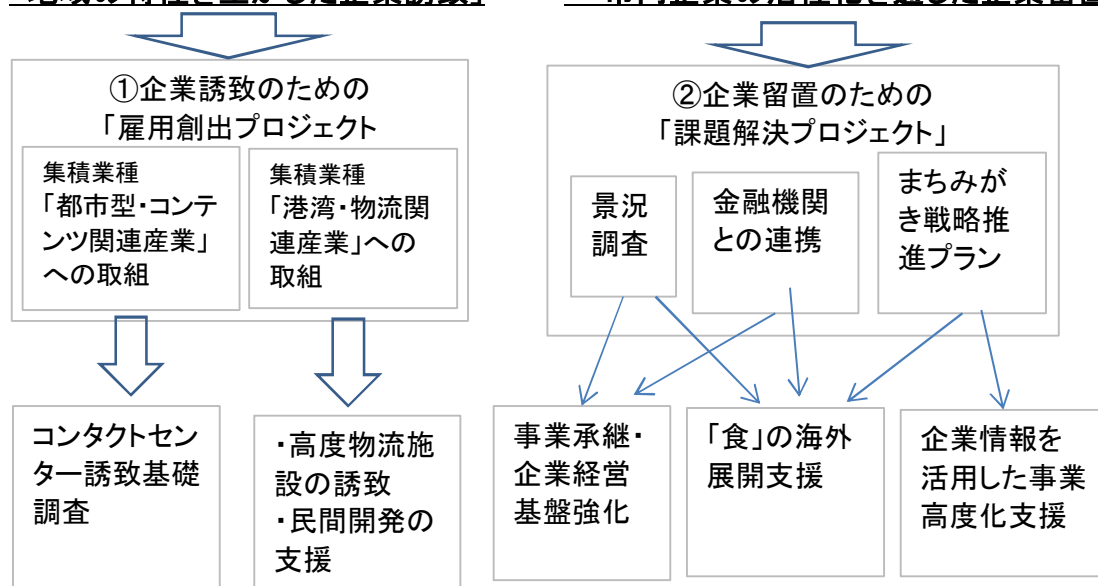 ①企業誘致のための
「雇用創出プロジェクト
集積業種
「都市型・コンテ
ンツ関連産業」
への取組
集積業種
「港湾・物流関
連産業」への
取組
コンタクトセン
ター誘致基礎
調査
・高度物流施
設の誘致
・民間開発の
支援
②企業留置のための
「課題解決プロジェクト」
景況
調査
金融機関
との連携
まちみが
き戦略推
進プラン
事業承継・
企業経営
基盤強化
「食」の海外
展開支援
企業情報を
活用した事業
高度化支援